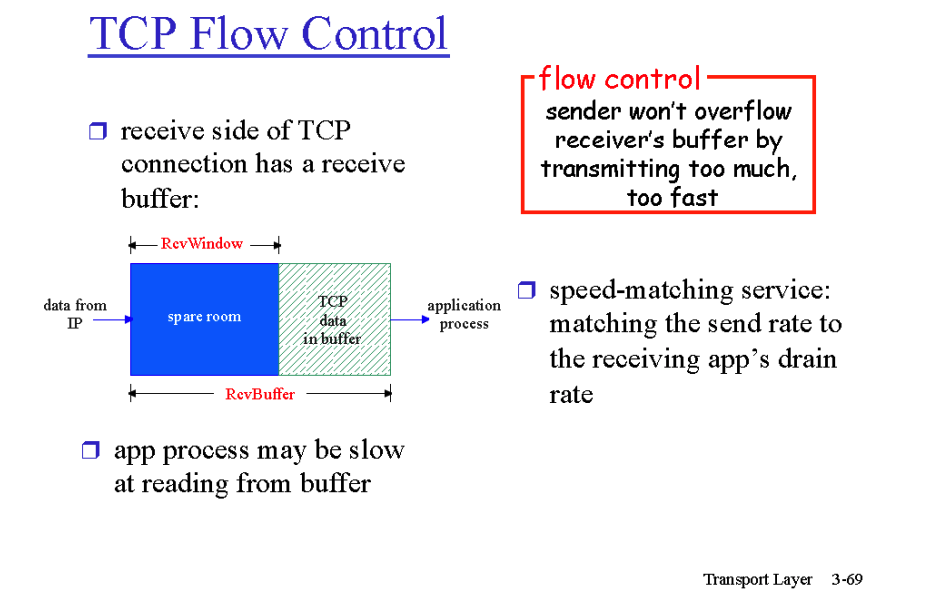 TCP Flow Control
receive side of TCP
connection has a receive
buffer:
RcvWindow
data from
IP
spare room
TCP
data
in buffer
application
process
RcvBuffer
app process may be slow
at reading from buffer
flow control
sender won't overflow
receiver's buffer by
transmitting too much,
too fast
speed-matching service:
matching the send rate to
the receiving app's drain
rate
Transport Layer 3-69